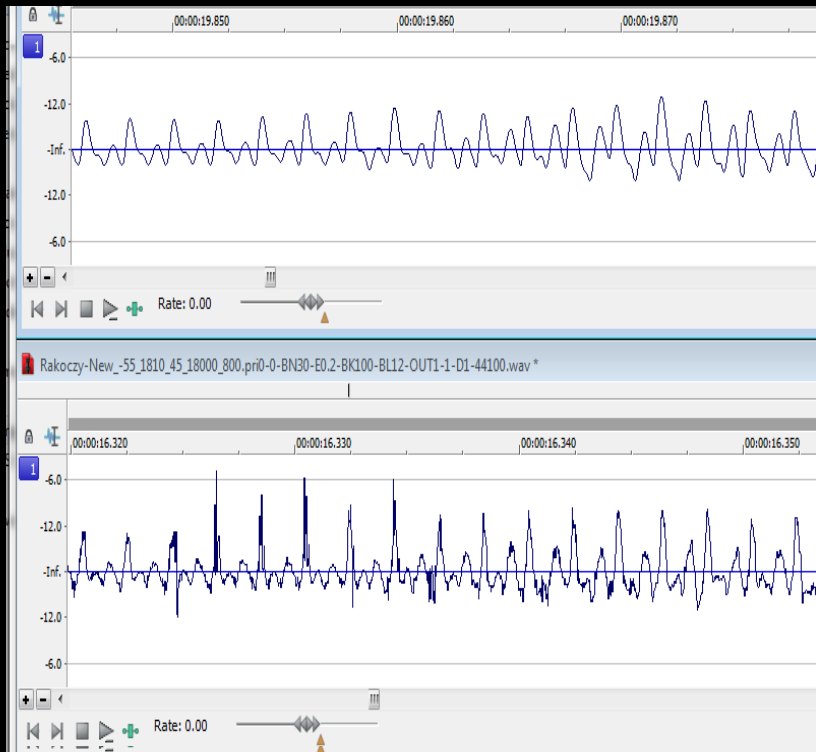 00:00:19.850 00:00:19.860 00:00:19.870
1
-6.0
-12.0
-Inf.
-12.0
-6.0
Rate: 0.00
Rakoczy-New_-55_1810_45_18000_800.pri0-0-BN30-E0.2-BK100-BL12-OUT1-1-D1-44100.wav *
00:00:16.320 00:00:16.330 00:00:16.340 00:00:16.350
1
-6.0
-12.0
-Inf.
-12.0
-6.0
Rate: 0.00